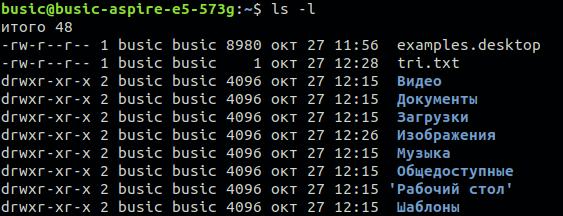 busic@busic-aspire-e5-573g:~$ ls -l
итого 48
-rw-r--r-- 1 busic busic 8980 окт 27 11:56  examples.desktop
-rw-r--r-- 1 busic busic    1 окт 27 12:28  tri.txt
drwxr-xr-x 2 busic busic 4096 окт 27 12:15  Видео
drwxr-xr-x 2 busic busic 4096 окт 27 12:15  Документы
drwxr-xr-x 2 busic busic 4096 окт 27 12:15  Загрузки
drwxr-xr-x 2 busic busic 4096 окт 27 12:26  Изображения
drwxr-xr-x 2 busic busic 4096 окт 27 12:15  Музыка
drwxr-xr-x 2 busic busic 4096 окт 27 12:15  Общедоступные
drwxr-xr-x 2 busic busic 4096 окт 27 12:15 'Рабочий стол'
drwxr-xr-x 2 busic busic 4096 окт 27 12:15  Шаблоны